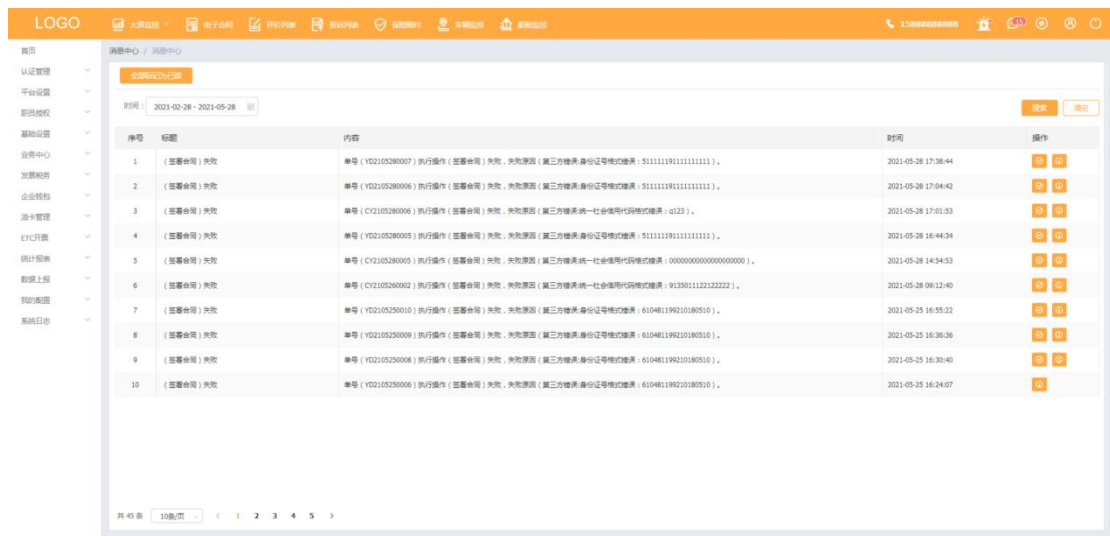 LOGO
大屏监控 电子合同 评价列表 投诉列表 保险赔付 车辆监控 船舶监控 15888888888
首页
认证管理
平台设置
职员授权
基础设置
业务中心
发票税务
企业钱包
油卡管理
ETC开票
统计报表
数据上报
我的配置
系统日志
消息中心 / 消息中心
全部标记为已读
时间： 2021-02-28 - 2021-05-28 搜索 清空
序号 标题 内容 时间 操作
1 （签署合同）失败 单号（YD2105280007）执行操作（签署合同）失败，失败原因（第三方错误:身份证号格式错误：511111191111111111）。 2021-05-28 17:38:44
2 （签署合同）失败 单号（YD2105280006）执行操作（签署合同）失败，失败原因（第三方错误:身份证号格式错误：511111191111111111）。 2021-05-28 17:04:42
3 （签署合同）失败 单号（CY2105280006）执行操作（签署合同）失败，失败原因（第三方错误:统一社会信用代码格式错误：q123）。 2021-05-28 17:01:53
4 （签署合同）失败 单号（YD2105280005）执行操作（签署合同）失败，失败原因（第三方错误:身份证号格式错误：511111191111111111）。 2021-05-28 16:44:34
5 （签署合同）失败 单号（CY2105280005）执行操作（签署合同）失败，失败原因（第三方错误:统一社会信用代码格式错误：000000000000000000）。 2021-05-28 14:54:53
6 （签署合同）失败 单号（CY2105260002）执行操作（签署合同）失败，失败原因（第三方错误:统一社会信用代码格式错误：9135011122122222）。 2021-05-28 09:12:40
7 （签署合同）失败 单号（YD2105250010）执行操作（签署合同）失败，失败原因（第三方错误:身份证号格式错误：610481199210180510）。 2021-05-25 16:55:22
8 （签署合同）失败 单号（YD2105250009）执行操作（签署合同）失败，失败原因（第三方错误:身份证号格式错误：610481199210180510）。 2021-05-25 16:36:36
9 （签署合同）失败 单号（YD2105250008）执行操作（签署合同）失败，失败原因（第三方错误:身份证号格式错误：610481199210180510）。 2021-05-25 16:30:40
10 （签署合同）失败 单号（YD2105250006）执行操作（签署合同）失败，失败原因（第三方错误:身份证号格式错误：610481199210180510）。 2021-05-25 16:24:07
共 45 条 10条/页 < 1 2 3 4 5 >